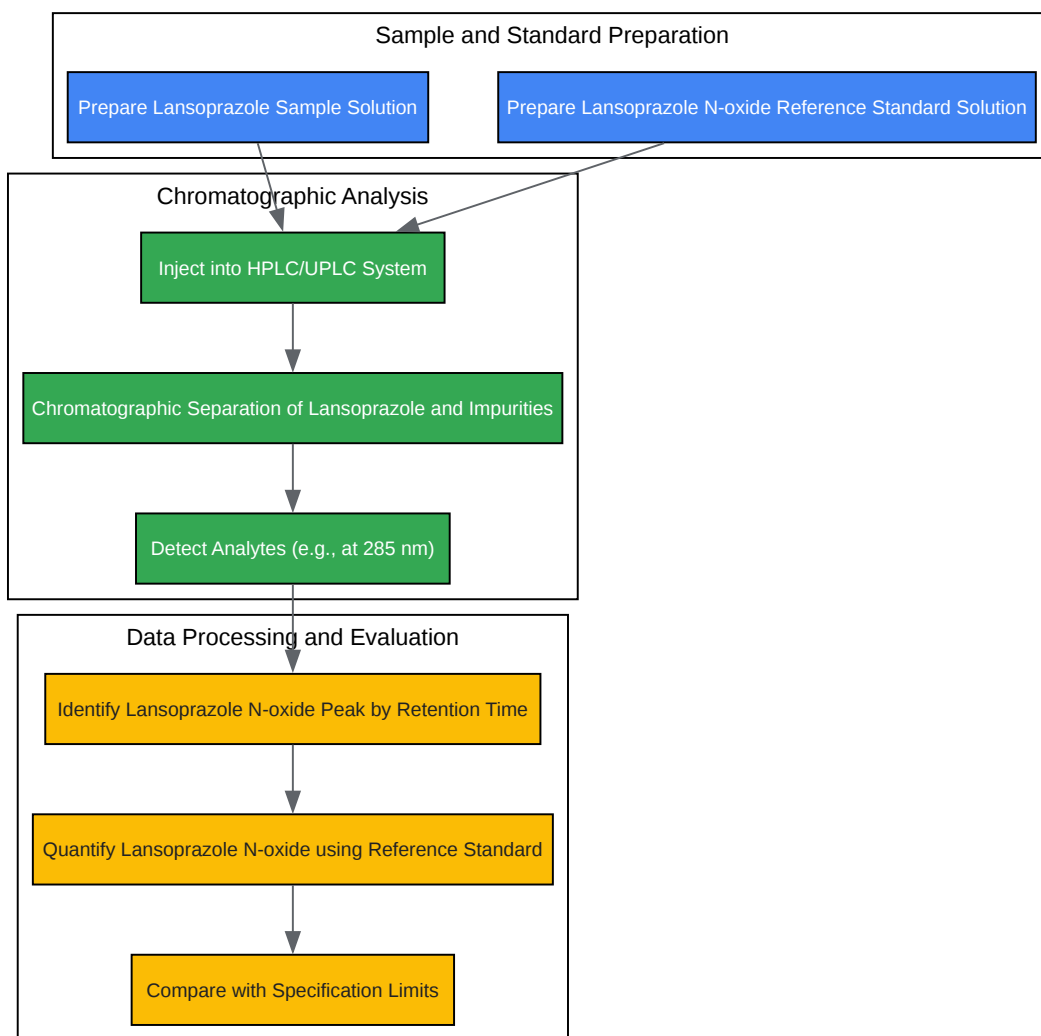 Sample and Standard Preparation
Prepare Lansoprazole Sample Solution
Prepare Lansoprazole N-oxide Reference Standard Solution
Chromatographic Analysis
Inject into HPLC/UPLC System
Chromatographic Separation of Lansoprazole and Impurities
Detect Analytes (e.g., at 285 nm)
Data Processing and Evaluation
Identify Lansoprazole N-oxide Peak by Retention Time
Quantify Lansoprazole N-oxide using Reference Standard
Compare with Specification Limits